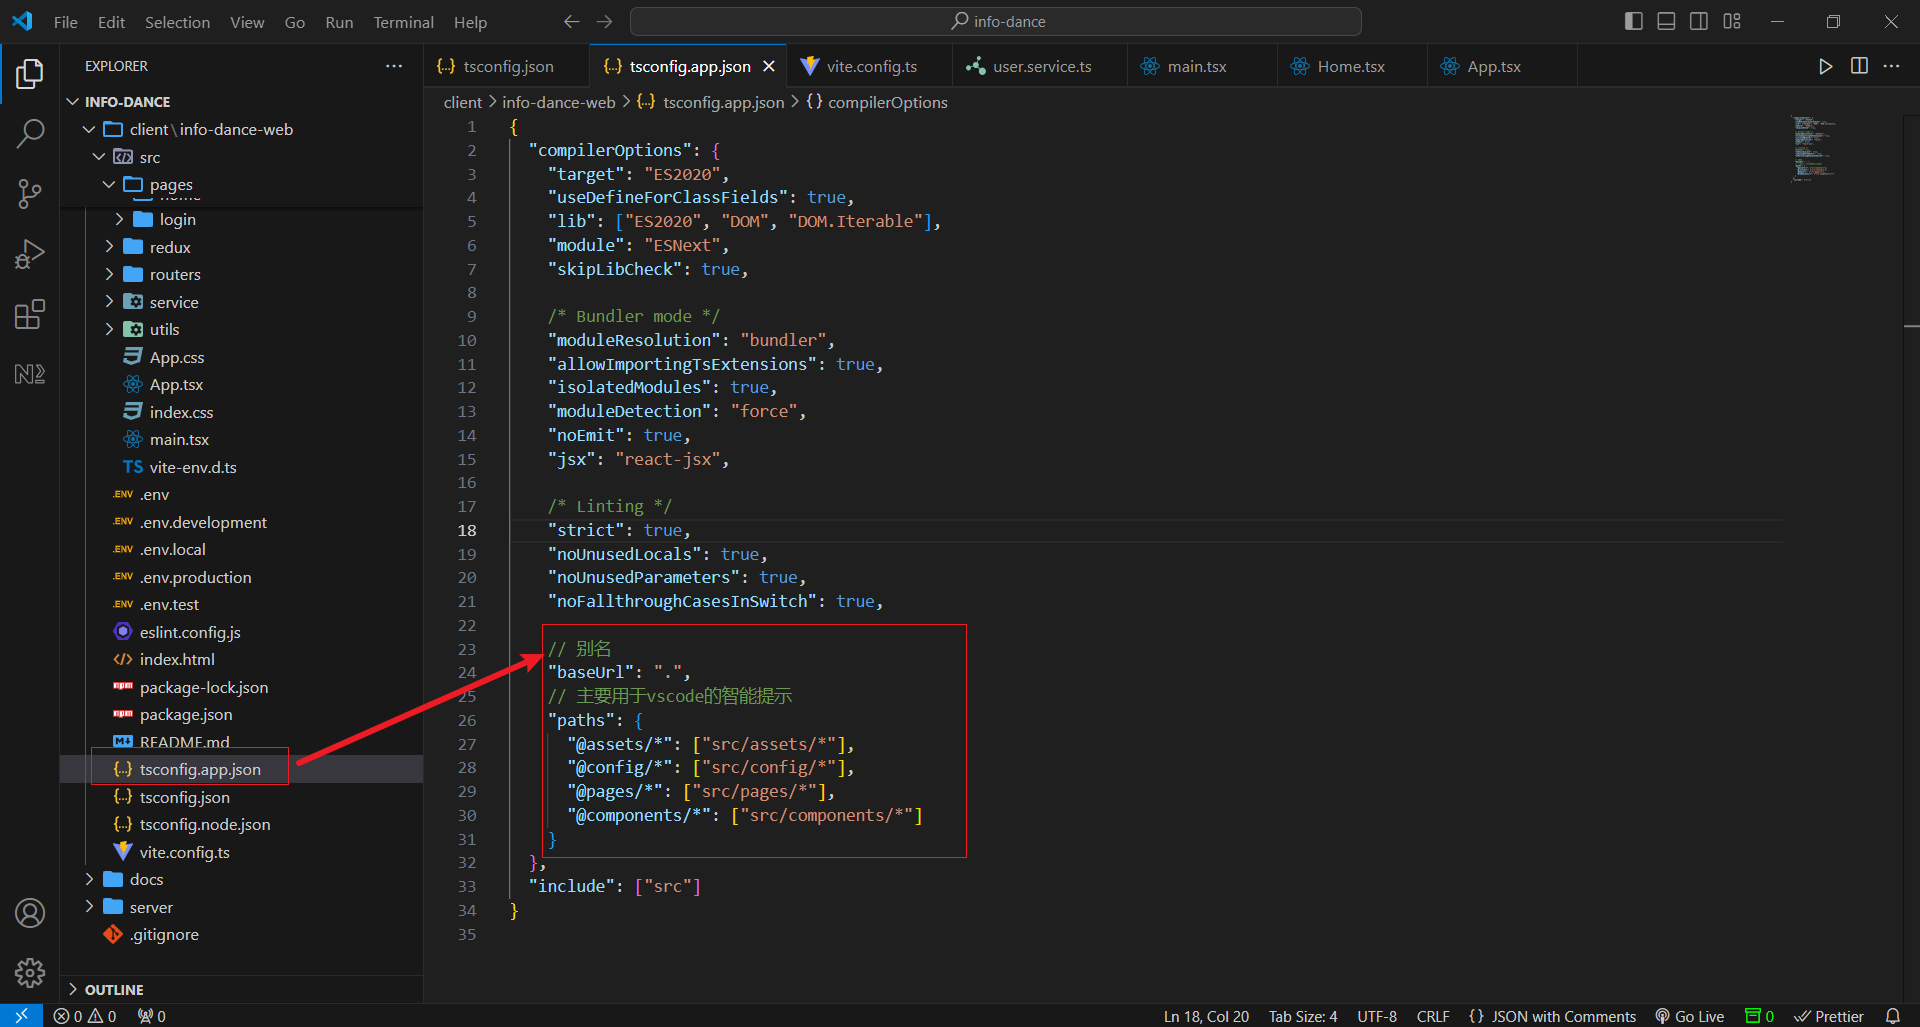 File Edit Selection View Go Run Terminal Help
info-dance
EXPLORER
INFO-DANCE
client\info-dance-web
src
pages
login
redux
routers
service
utils
App.css
App.tsx
index.css
main.tsx
TS vite-env.d.ts
.ENV .env
.ENV .env.development
.ENV .env.local
.ENV .env.production
.ENV .env.test
eslint.config.js
index.html
npm package-lock.json
npm package.json
README.md
{..} tsconfig.app.json
{..} tsconfig.json
{..} tsconfig.node.json
vite.config.ts
docs
server
.gitignore
OUTLINE
{..} tsconfig.json {..} tsconfig.app.json vite.config.ts user.service.ts main.tsx Home.tsx App.tsx
client > info-dance-web > {..} tsconfig.app.json > {} compilerOptions
1 {
2 "compilerOptions": {
3 "target": "ES2020",
4 "useDefineForClassFields": true,
5 "lib": ["ES2020", "DOM", "DOM.Iterable"],
6 "module": "ESNext",
7 "skipLibCheck": true,
8
9 /* Bundler mode */
10 "moduleResolution": "bundler",
11 "allowImportingTsExtensions": true,
12 "isolatedModules": true,
13 "moduleDetection": "force",
14 "noEmit": true,
15 "jsx": "react-jsx",
16
17 /* Linting */
18 "strict": true,
19 "noUnusedLocals": true,
20 "noUnusedParameters": true,
21 "noFallthroughCasesInSwitch": true,
22
23 // 别名
24 "baseUrl": ".",
25 // 主要用于vscode的智能提示
26 "paths": {
27 "@assets/*": ["src/assets/*"],
28 "@config/*": ["src/config/*"],
29 "@pages/*": ["src/pages/*"],
30 "@components/*": ["src/components/*"]
31 }
32 },
33 "include": ["src"]
34 }
35
0 0 0
Ln 18, Col 20 Tab Size: 4 UTF-8 CRLF {} JSON with Comments Go Live 0 Prettier